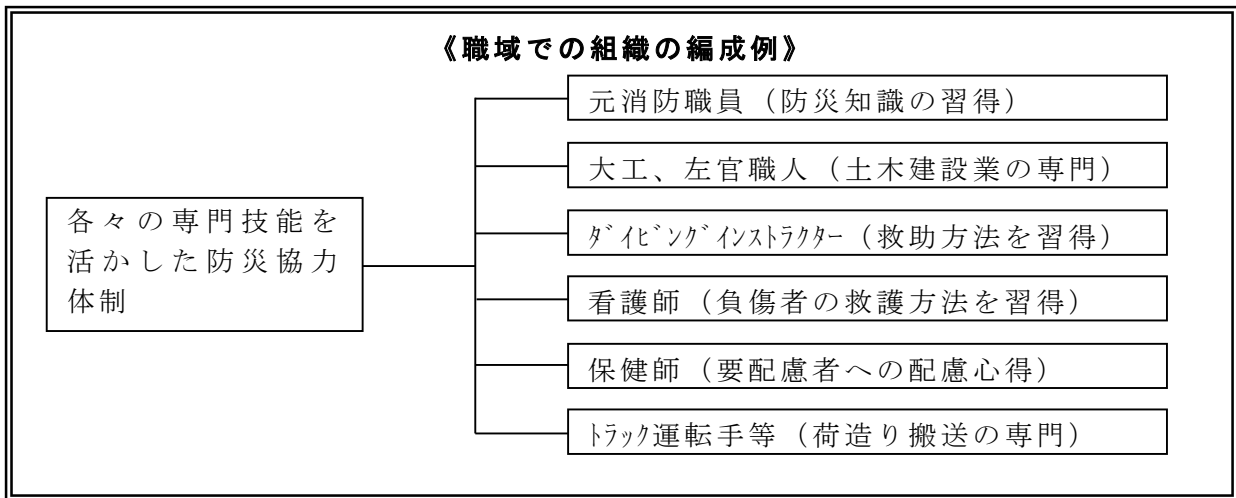 《職域での組織の編成例》
元消防職員（防災知識の習得）
大工、左官職人（土木建設業の専門）
各々の専門技能を
活かした防災協力
体制
ﾀﾞｲﾋﾞﾝｸﾞｲﾝｽﾄﾗｸﾀｰ（救助方法を習得）
看護師（負傷者の救護方法を習得）
保健師（要配慮者への配慮心得）
ﾄﾗｯｸ運転手等（荷造り搬送の専門）